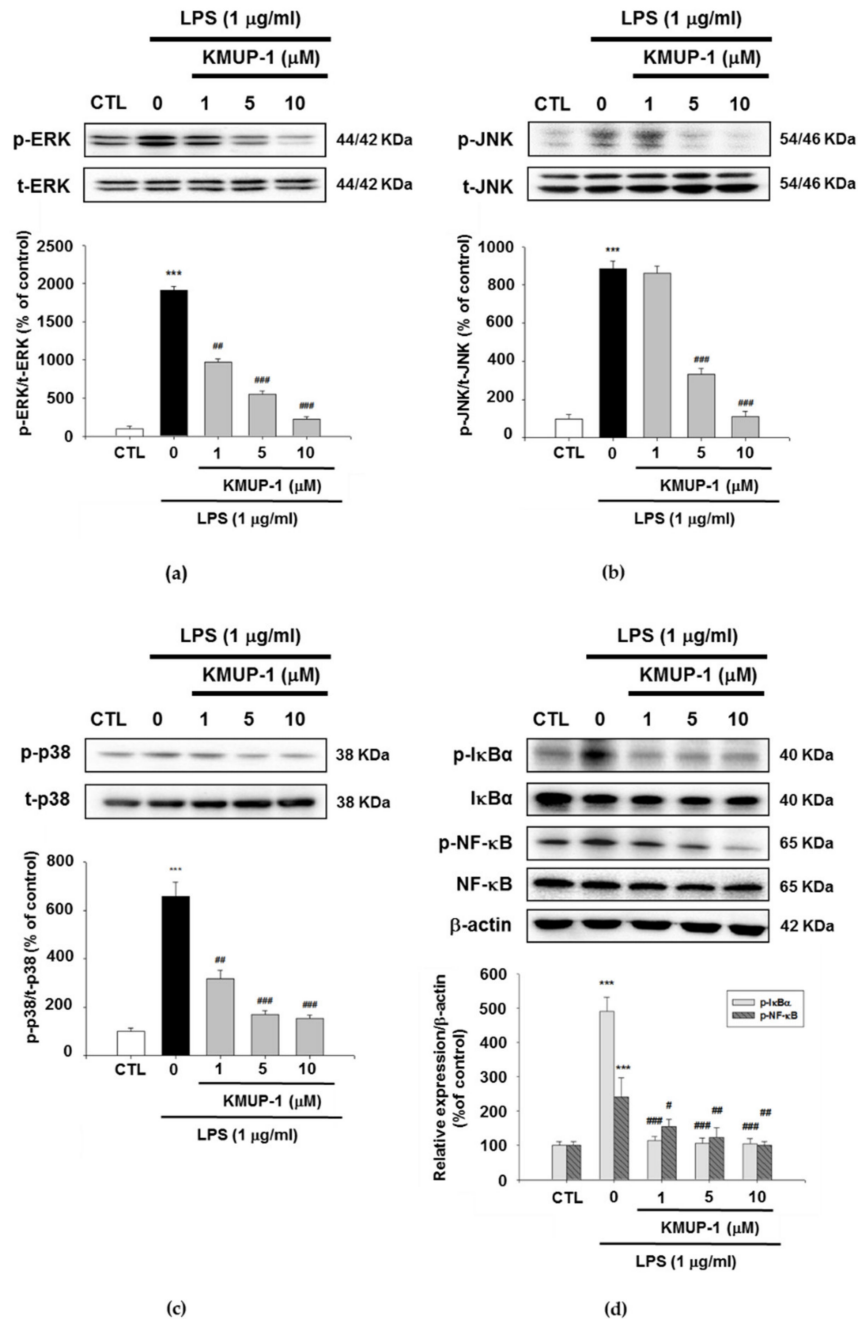 LPS (1 μg/ml)
KMUP-1 (μM)
CTL 0 1 5 10
p-ERK 44/42 KDa
t-ERK 44/42 KDa
p-ERK/t-ERK (% of control)
2500
2000
1500
1000
500
0
***
##
###
###
CTL 0 1 5 10
KMUP-1 (μM)
LPS (1 μg/ml)
(a)
LPS (1 μg/ml)
KMUP-1 (μM)
CTL 0 1 5 10
p-JNK 54/46 KDa
t-JNK 54/46 KDa
p-JNK/t-JNK (% of control)
1000
800
600
400
200
0
***
###
###
CTL 0 1 5 10
KMUP-1 (μM)
LPS (1 μg/ml)
(b)
LPS (1 μg/ml)
KMUP-1 (μM)
CTL 0 1 5 10
p-p38 38 KDa
t-p38 38 KDa
p-p38/t-p38 (% of control)
800
600
400
200
0
***
##
###
###
CTL 0 1 5 10
KMUP-1 (μM)
LPS (1 μg/ml)
(c)
LPS (1 μg/ml)
KMUP-1 (μM)
CTL 0 1 5 10
p-IκBα 40 KDa
IκBα 40 KDa
p-NF-κB 65 KDa
NF-κB 65 KDa
β-actin 42 KDa
Relative expression/β-actin
(%of control)
600
500
400
300
200
100
0
p-IκBα
p-NF-κB
***
***
### #
### ##
### ##
CTL 0 1 5 10
KMUP-1 (μM)
LPS (1 μg/ml)
(d)